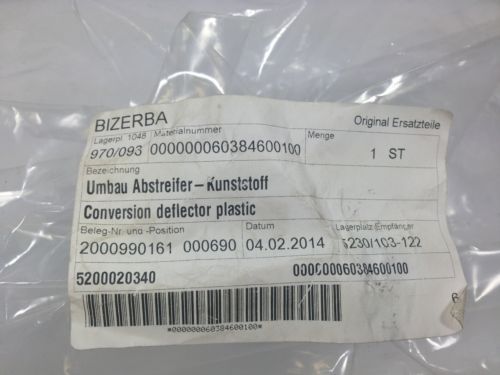 BIZERBA Original Ersatzteile
Lagerpl. 1048 Materialnummer Menge
970/093 000000060384600100 1 ST
Bezeichnung
Umbau Abstreifer-Kunststoff
Conversion deflector plastic
Beleg-Nr. und -Position Datum Lagerplatz/Empfänger
2000990161 000690 04.02.2014 5230/103-122
5200020340 000000060384600100
*000000060384600100*